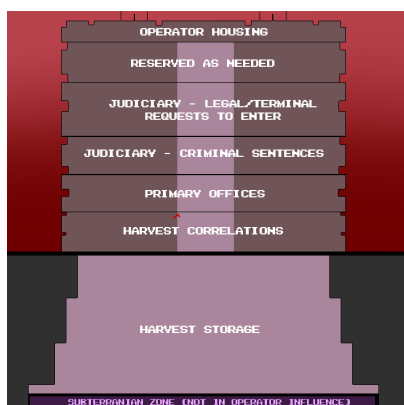 OPERATOR HOUSING
RESERVED AS NEEDED
JUDICIARY - LEGAL/TERMINAL
REQUESTS TO ENTER
JUDICIARY - CRIMINAL SENTENCES
PRIMARY OFFICES
HARVEST CORRELATIONS
HARVEST STORAGE
SUBTERRANIAN ZONE (NOT IN OPERATOR INFLUENCE)